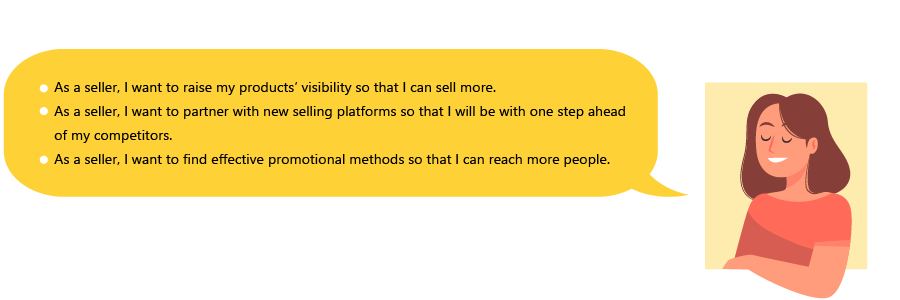 As a seller, I want to raise my products’ visibility so that I can sell more.
As a seller, I want to partner with new selling platforms so that I will be with one step ahead
of my competitors.
As a seller, I want to find effective promotional methods so that I can reach more people.